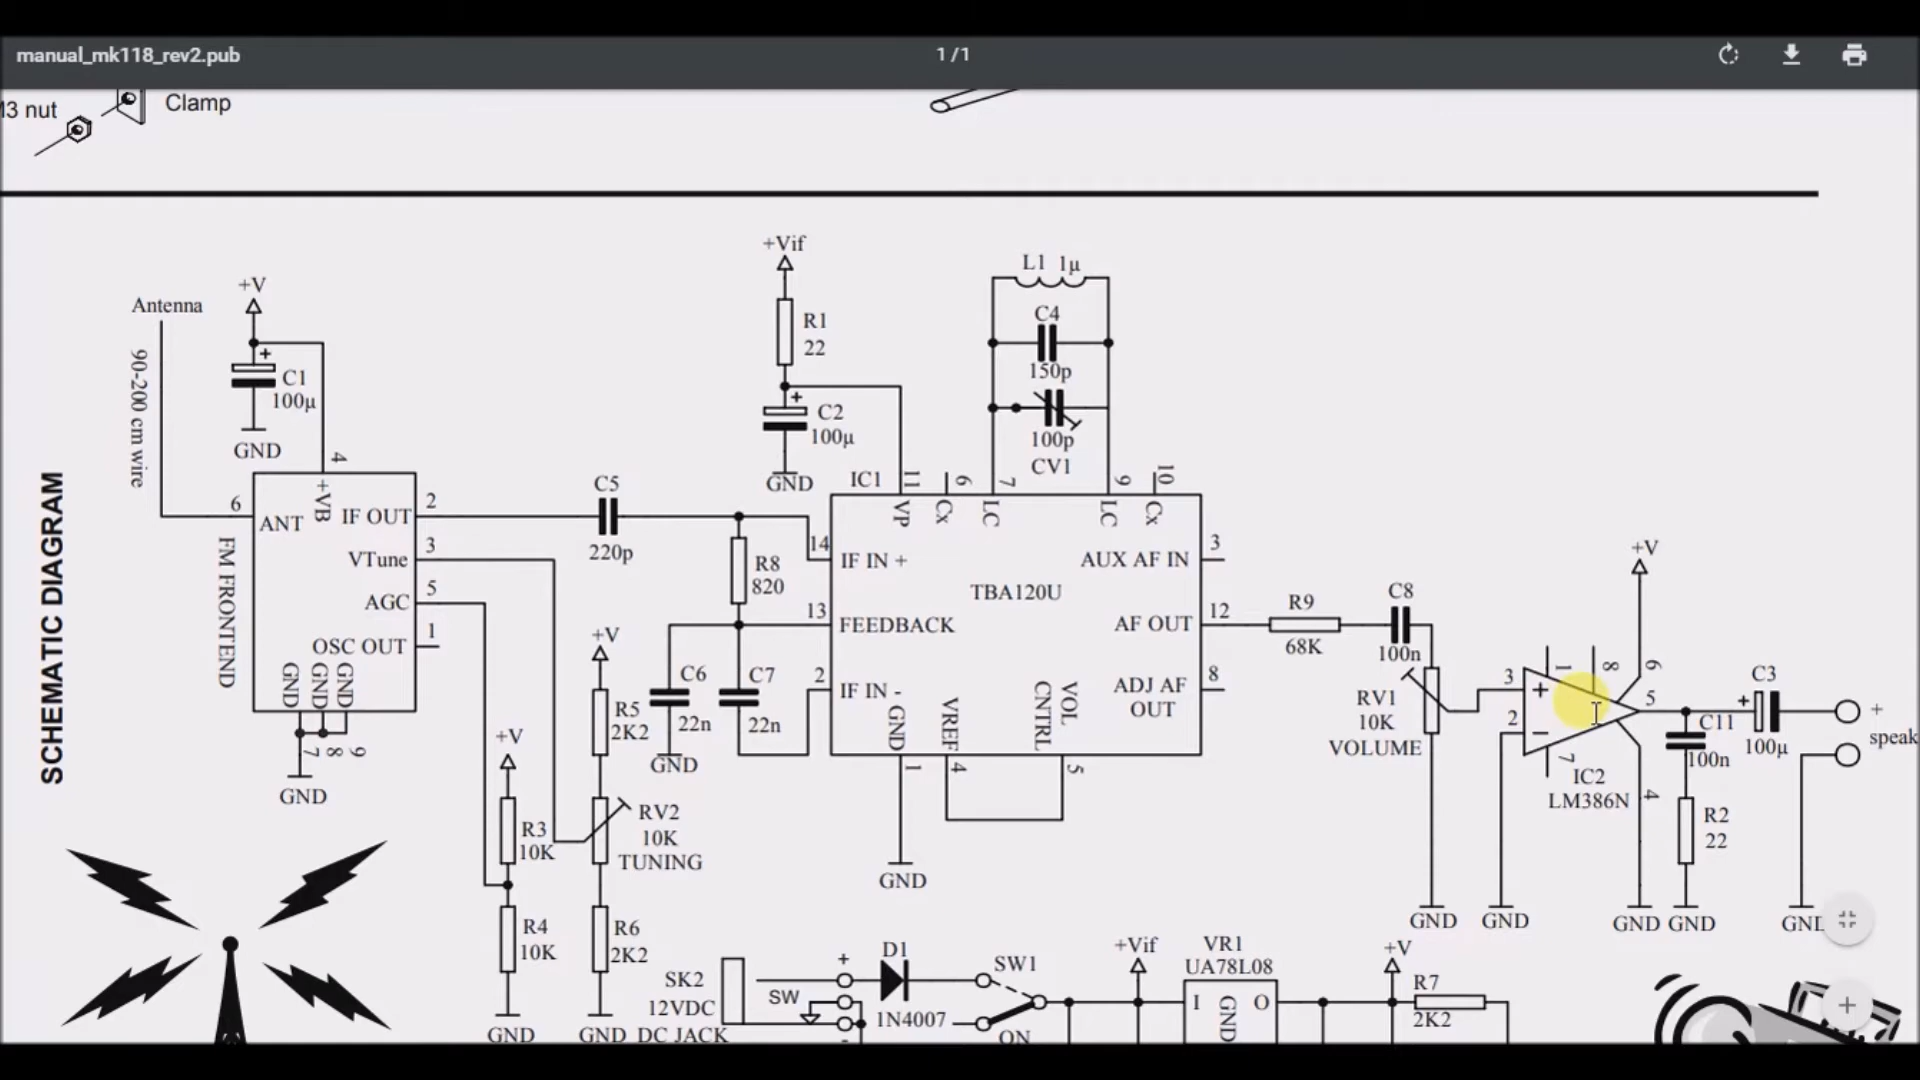 manual_mk118_rev2.pub
1 / 1
M3 nut
Clamp
SCHEMATIC DIAGRAM
Antenna
90-200 cm wire
+V
+
C1
100µ
GND
4
6
ANT
+VB
IF OUT
2
VTune
3
AGC
5
OSC OUT
1
GND
GND
GND
FM FRONTEND
7
8
9
GND
+V
R3
10K
R4
10K
GND
+V
R5
2K2
RV2
10K
TUNING
R6
2K2
GND
C5
220p
R8
820
C6
22n
GND
C7
22n
+Vif
R1
22
+
C2
100µ
GND
L1 1µ
C4
150p
100p
CV1
IC1
11
6
7
9
10
VP
Cx
LC
LC
Cx
14
IF IN +
13
FEEDBACK
2
IF IN -
TBA120U
AUX AF IN
3
AF OUT
12
ADJ AF
OUT
8
GND
VREF
VOL
CNTRL
1
4
5
GND
R9
68K
C8
100n
RV1
10K
VOLUME
GND
3
+
2
-
1
8
7
6
5
4
IC2
LM386N
GND
+V
GND
C11
100n
R2
22
GND
+
C3
100µ
+
speak
GND
SK2
12VDC
DC JACK
SW
+
-
D1
1N4007
SW1
ON
+Vif
VR1
UA78L08
I
GND
O
+V
R7
2K2